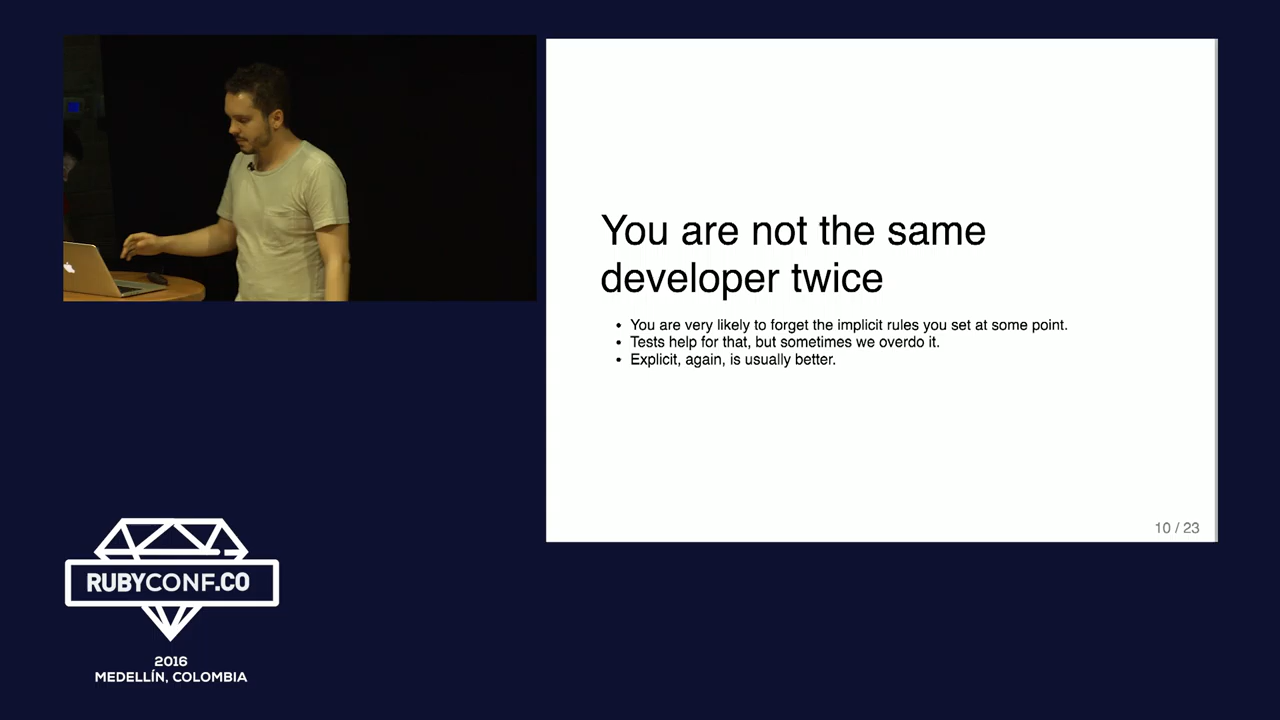 You are not the same
developer twice
• You are very likely to forget the implicit rules you set at some point.
• Tests help for that, but sometimes we overdo it.
• Explicit, again, is usually better.
10 / 23
RUBYCONF.CO
2016
MEDELLÍN, COLOMBIA